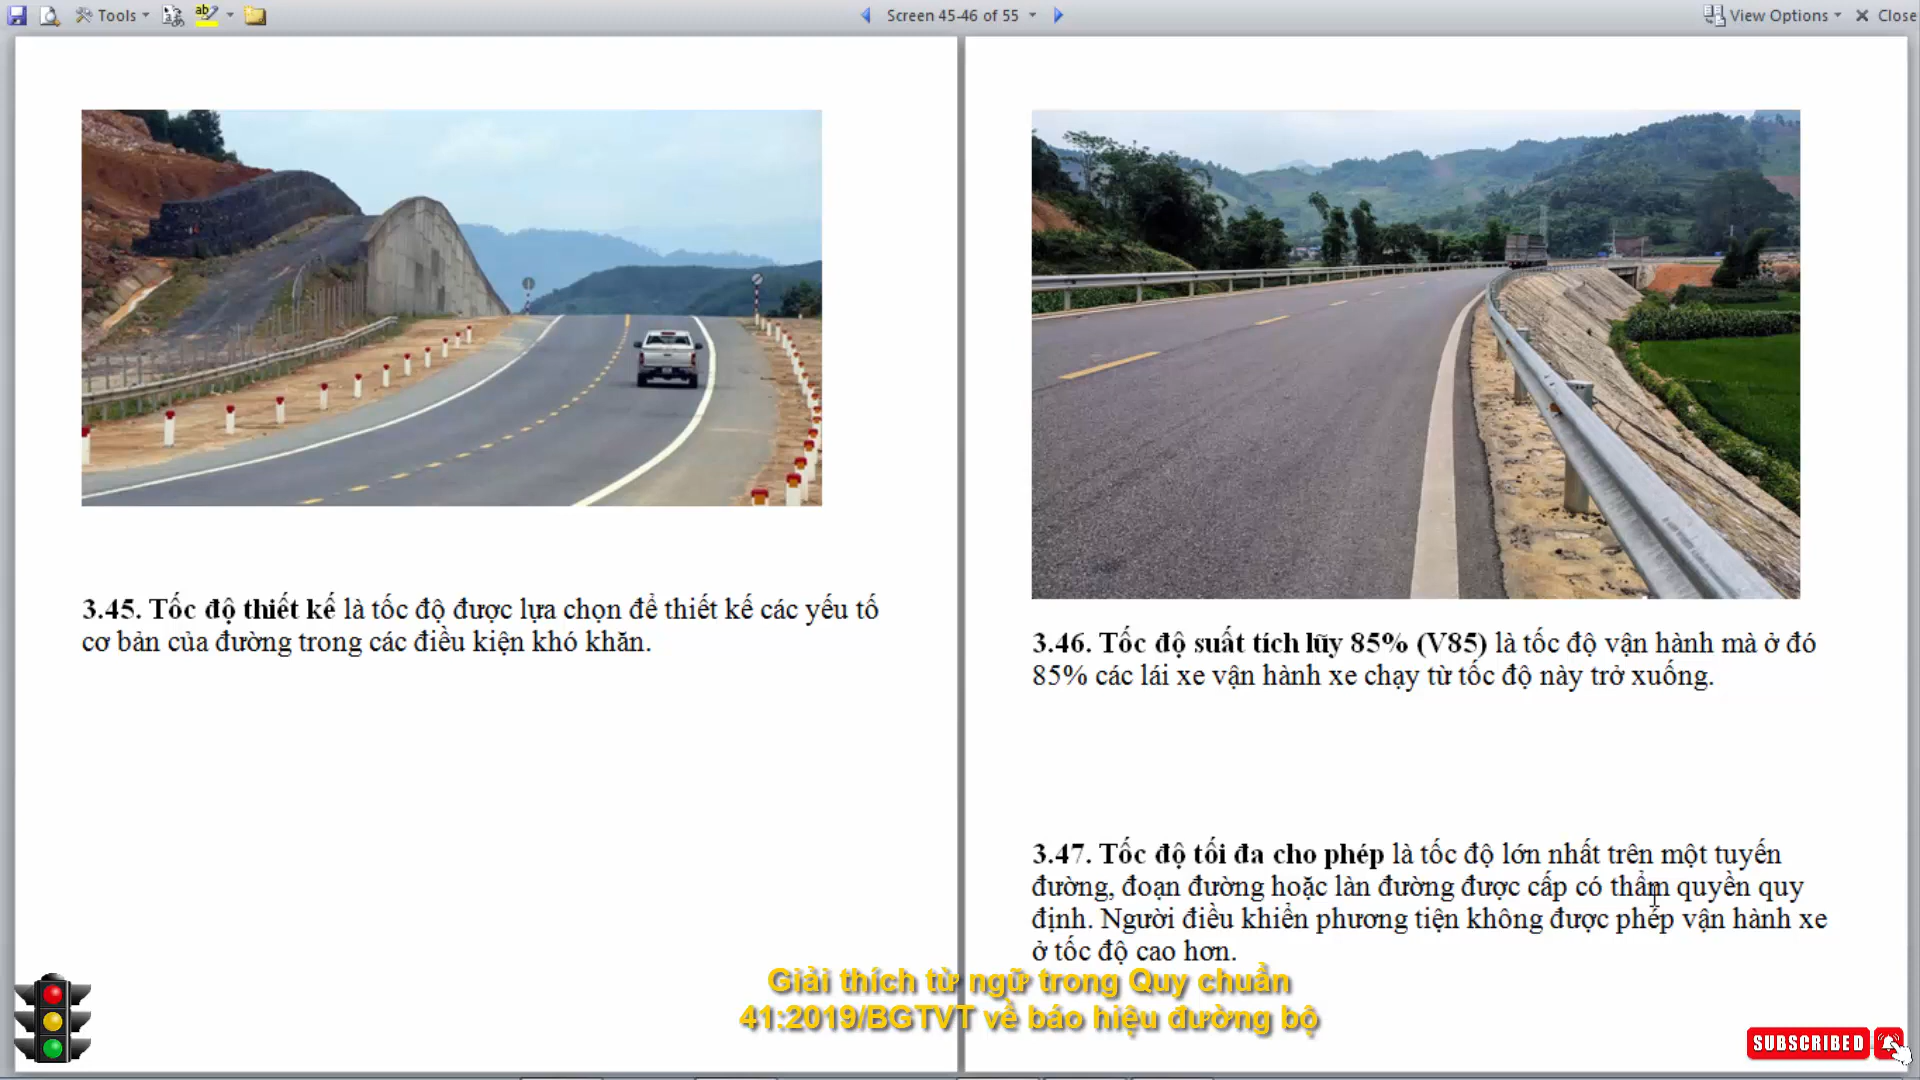 Tools
Screen 45-46 of 55
View Options
Close
3.45. Tốc độ thiết kế là tốc độ được lựa chọn để thiết kế các yếu tố
cơ bản của đường trong các điều kiện khó khăn.
3.46. Tốc độ suất tích lũy 85% (V85) là tốc độ vận hành mà ở đó
85% các lái xe vận hành xe chạy từ tốc độ này trở xuống.
3.47. Tốc độ tối đa cho phép là tốc độ lớn nhất trên một tuyến
đường, đoạn đường hoặc làn đường được cấp có thẩm quyền quy
định. Người điều khiển phương tiện không được phép vận hành xe
ở tốc độ cao hơn.
Giải thích từ ngữ trong Quy chuẩn
41:2019/BGTVT về báo hiệu đường bộ
SUBSCRIBED